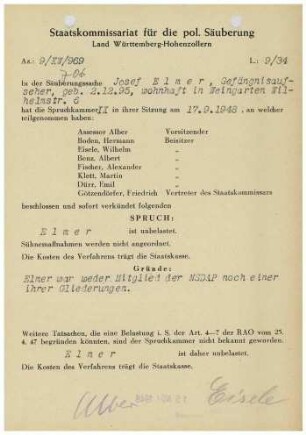 Staatskommissariat für die pol. Säuberung
Land Württemberg-Hohenzollern
Az.: 9/XX/969
L: 9/34
7.06
In der Säuberungssache Josef Elmer, Gefängnisauf-
seher, geb. 2.12.95, wohnhaft in Weingarten Wil-
helmstr. 6
hat die Spruchkammer II in ihrer Sitzung am 17.9.1948, an welcher
teilgenommen haben:
Assessor Alber Vorsitzender
Boden, Hermann Beisitzer
Eisele, Wilhelm "
Benz, Albert "
Fischer, Alexander "
Klett, Martin "
Dürr, Emil "
Götzendörfer, Friedrich Vertreter des Staatskommissars
beschlossen und sofort verkündet folgenden
SPRUCH:
Elmer ist unbelastet.
Sühnemaßnahmen werden nicht angeordnet.
Die Kosten des Verfahrens trägt die Staatskasse.
Gründe:
Elmer war weder Mitglied der NSDAP noch einer
ihrer Gliederungen.
Weitere Tatsachen, die eine Belastung i. S. der Art. 4—7 der RAO vom 25.
4. 47 begründen könnten, sind der Spruchkammer nicht bekannt geworden.
Elmer ist daher unbelastet.
Die Kosten des Verfahrens trägt die Staatskasse.
Alber Eisele